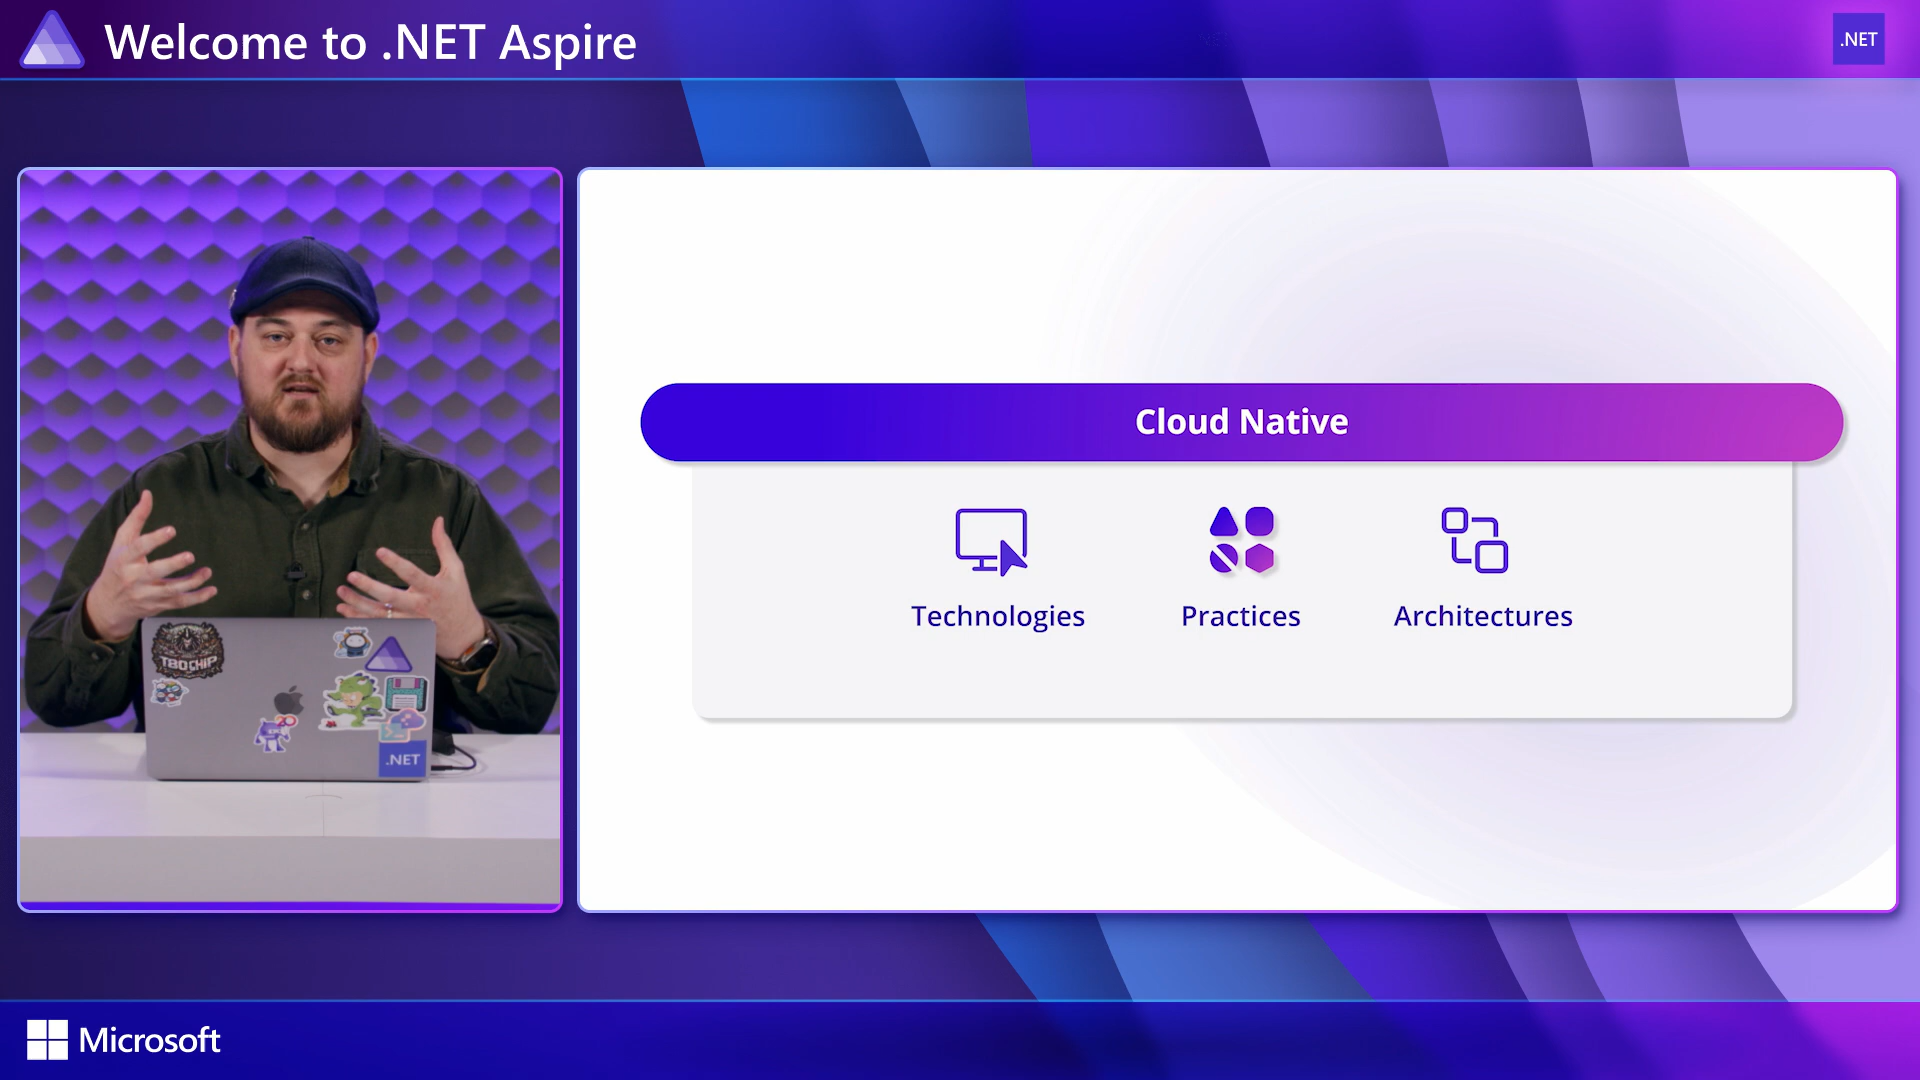 Welcome to .NET Aspire
.NET
Cloud Native
Technologies
Practices
Architectures
TBOCHIP
.NET
Microsoft